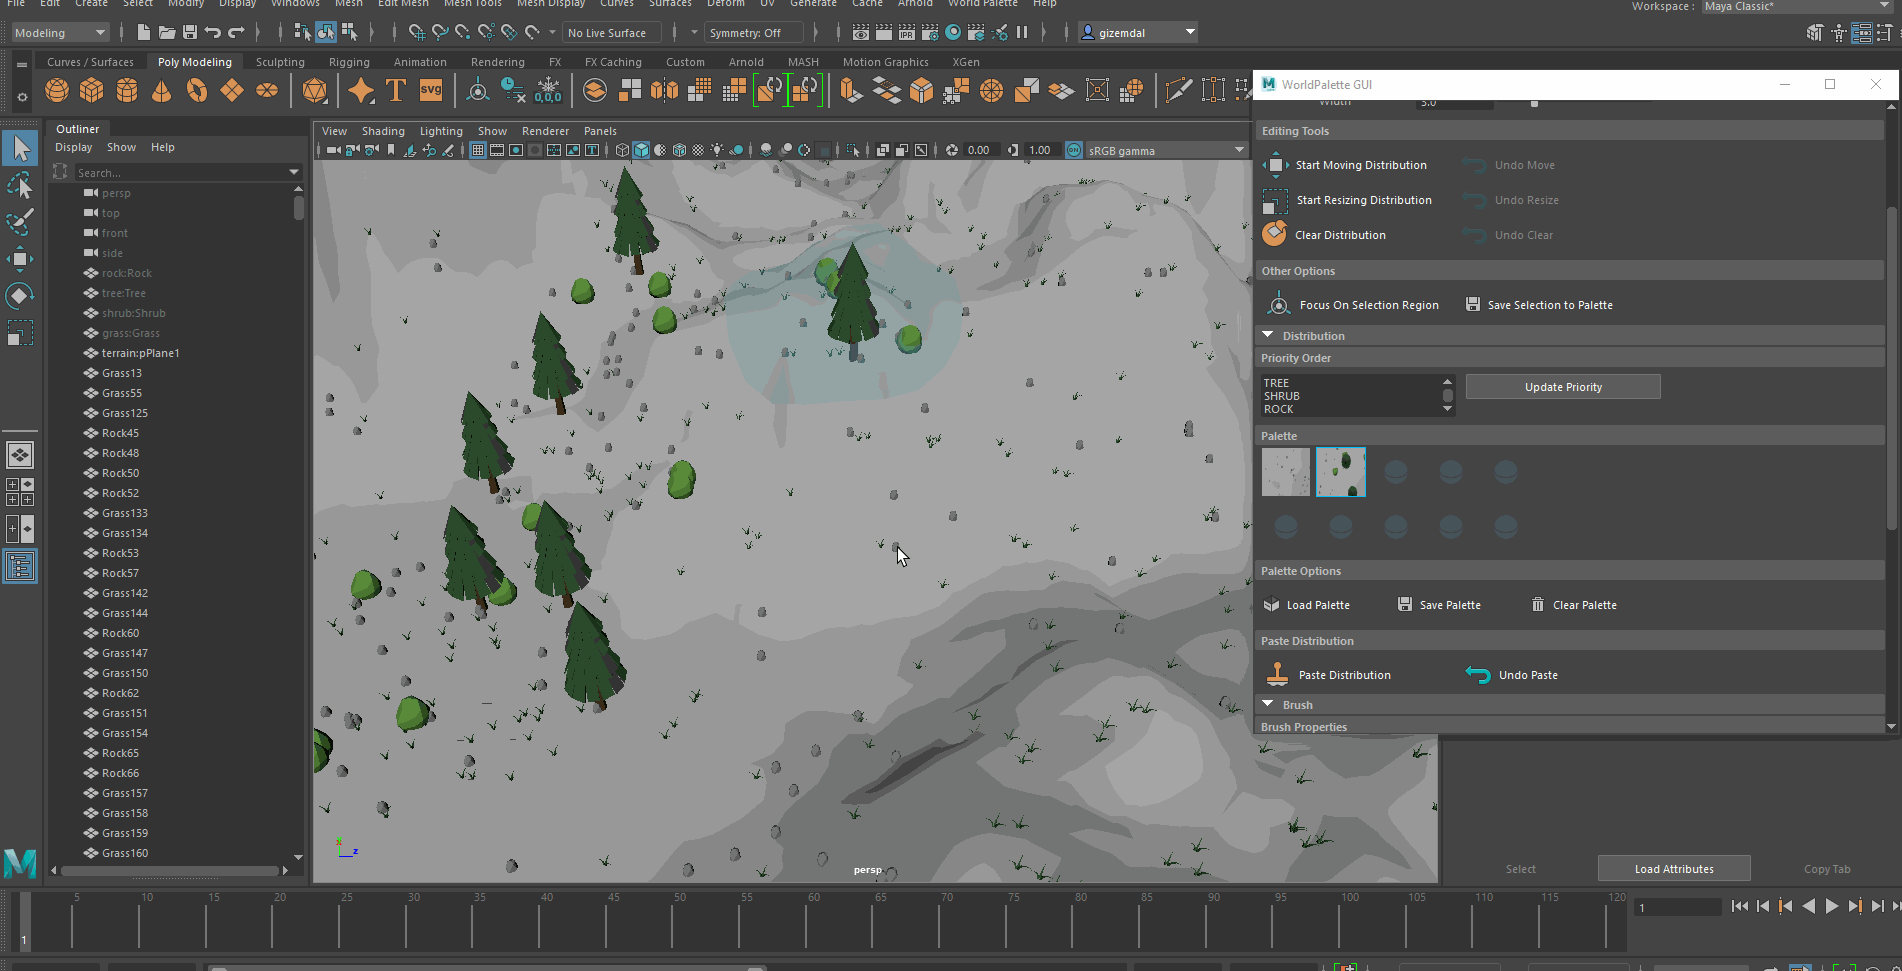 File Edit Create Select Modify Display Windows Mesh Edit Mesh Mesh Tools Mesh Display Curves Surfaces Deform UV Generate Cache Arnold World Palette Help
Workspace : Maya Classic*
Modeling
No Live Surface
Symmetry: Off
gizemdal
Curves / Surfaces Poly Modeling Sculpting Rigging Animation Rendering FX FX Caching Custom Arnold MASH Motion Graphics XGen
T SVG 0,0,0
Outliner
Display Show Help
Search...
persp
top
front
side
rock:Rock
tree:Tree
shrub:Shrub
grass:Grass
terrain:pPlane1
Grass13
Grass55
Grass125
Rock45
Rock48
Rock50
Rock52
Grass133
Grass134
Rock53
Rock57
Grass142
Grass144
Rock60
Grass147
Grass150
Rock62
Grass151
Grass154
Rock65
Rock66
Grass157
Grass158
Grass159
Grass160
View Shading Lighting Show Renderer Panels
0.00 1.00 ON sRGB gamma
z
persp
WorldPalette GUI
Width 3.0
Editing Tools
Start Moving Distribution Undo Move
Start Resizing Distribution Undo Resize
Clear Distribution Undo Clear
Other Options
Focus On Selection Region Save Selection to Palette
Distribution
Priority Order
TREE
SHRUB
ROCK
Update Priority
Palette
Palette Options
Load Palette Save Palette Clear Palette
Paste Distribution
Paste Distribution Undo Paste
Brush
Brush Properties
Select Load Attributes Copy Tab
5 10 15 20 25 30 35 40 45 50 55 60 65 70 75 80 85 90 95 100 105 110 115 120
1
1